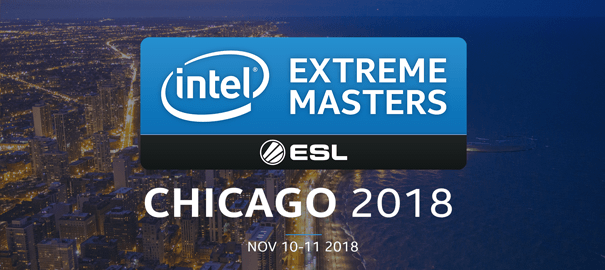 intel®
EXTREME
MASTERS
ESL
CHICAGO 2018
NOV 10-11 2018